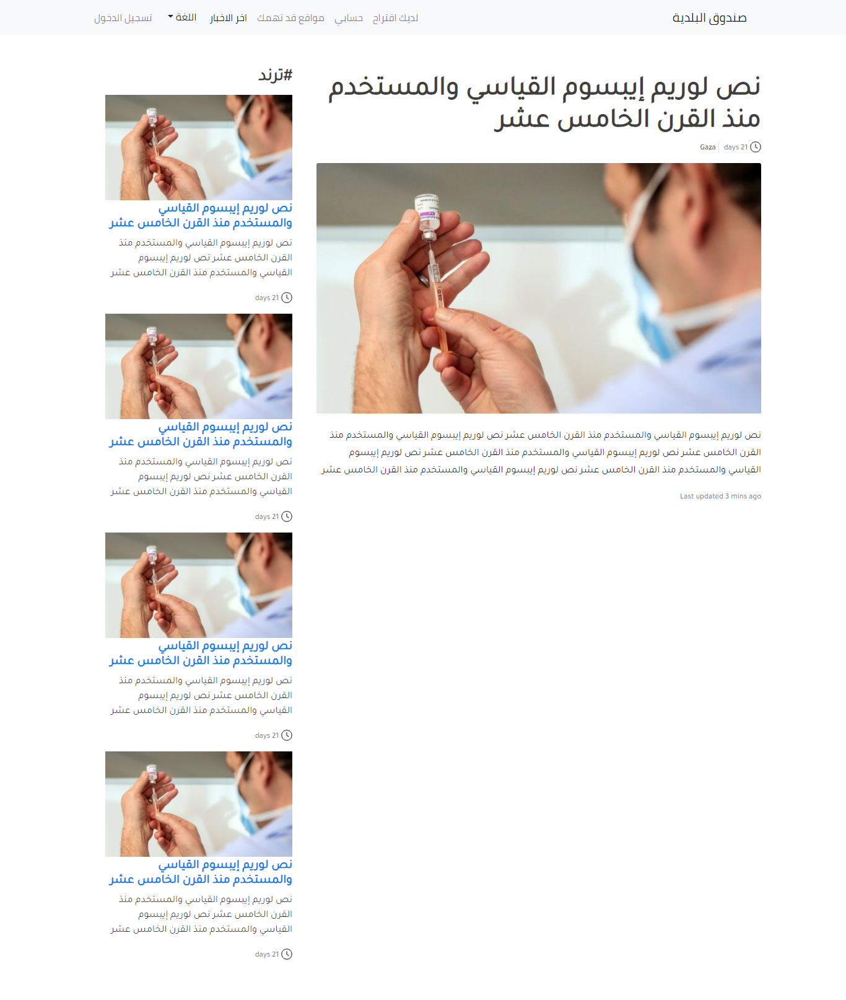 صندوق البلدية
لديك اقتراح
حسابي
مواقع قد تهمك
اخر الاخبار
اللغة
تسجيل الدخول
نص لوريم إيبسوم القياسي والمستخدم
منذ القرن الخامس عشر
21 days
Gaza
نص لوريم إيبسوم القياسي والمستخدم منذ القرن الخامس عشر نص لوريم إيبسوم القياسي والمستخدم منذ
القرن الخامس عشر نص لوريم إيبسوم القياسي والمستخدم منذ القرن الخامس عشر نص لوريم إيبسوم
القياسي والمستخدم منذ القرن الخامس عشر نص لوريم إيبسوم القياسي والمستخدم منذ القرن الخامس عشر
Last updated 3 mins ago
#ترند
نص لوريم إيبسوم القياسي
والمستخدم منذ القرن الخامس عشر
نص لوريم إيبسوم القياسي والمستخدم منذ
القرن الخامس عشر نص لوريم إيبسوم
القياسي والمستخدم منذ القرن الخامس عشر
21 days
نص لوريم إيبسوم القياسي
والمستخدم منذ القرن الخامس عشر
نص لوريم إيبسوم القياسي والمستخدم منذ
القرن الخامس عشر نص لوريم إيبسوم
القياسي والمستخدم منذ القرن الخامس عشر
21 days
نص لوريم إيبسوم القياسي
والمستخدم منذ القرن الخامس عشر
نص لوريم إيبسوم القياسي والمستخدم منذ
القرن الخامس عشر نص لوريم إيبسوم
القياسي والمستخدم منذ القرن الخامس عشر
21 days
نص لوريم إيبسوم القياسي
والمستخدم منذ القرن الخامس عشر
نص لوريم إيبسوم القياسي والمستخدم منذ
القرن الخامس عشر نص لوريم إيبسوم
القياسي والمستخدم منذ القرن الخامس عشر
21 days